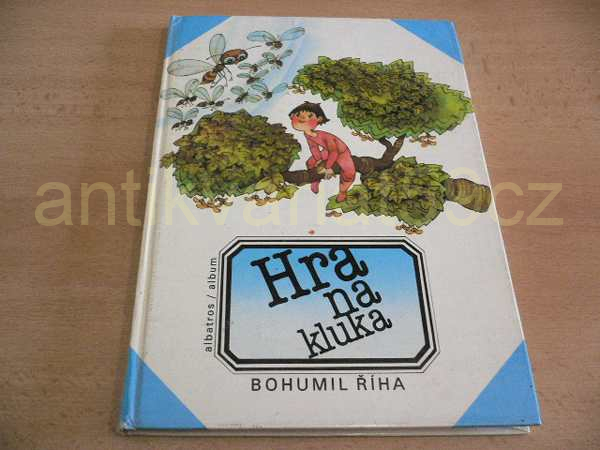 Hra
na
kluka
albatros / album
BOHUMIL ŘÍHA